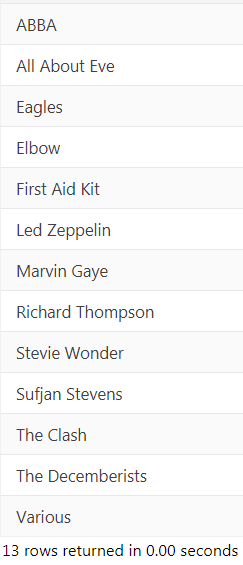 ABBA
All About Eve
Eagles
Elbow
First Aid Kit
Led Zeppelin
Marvin Gaye
Richard Thompson
Stevie Wonder
Sufjan Stevens
The Clash
The Decemberists
Various
13 rows returned in 0.00 seconds